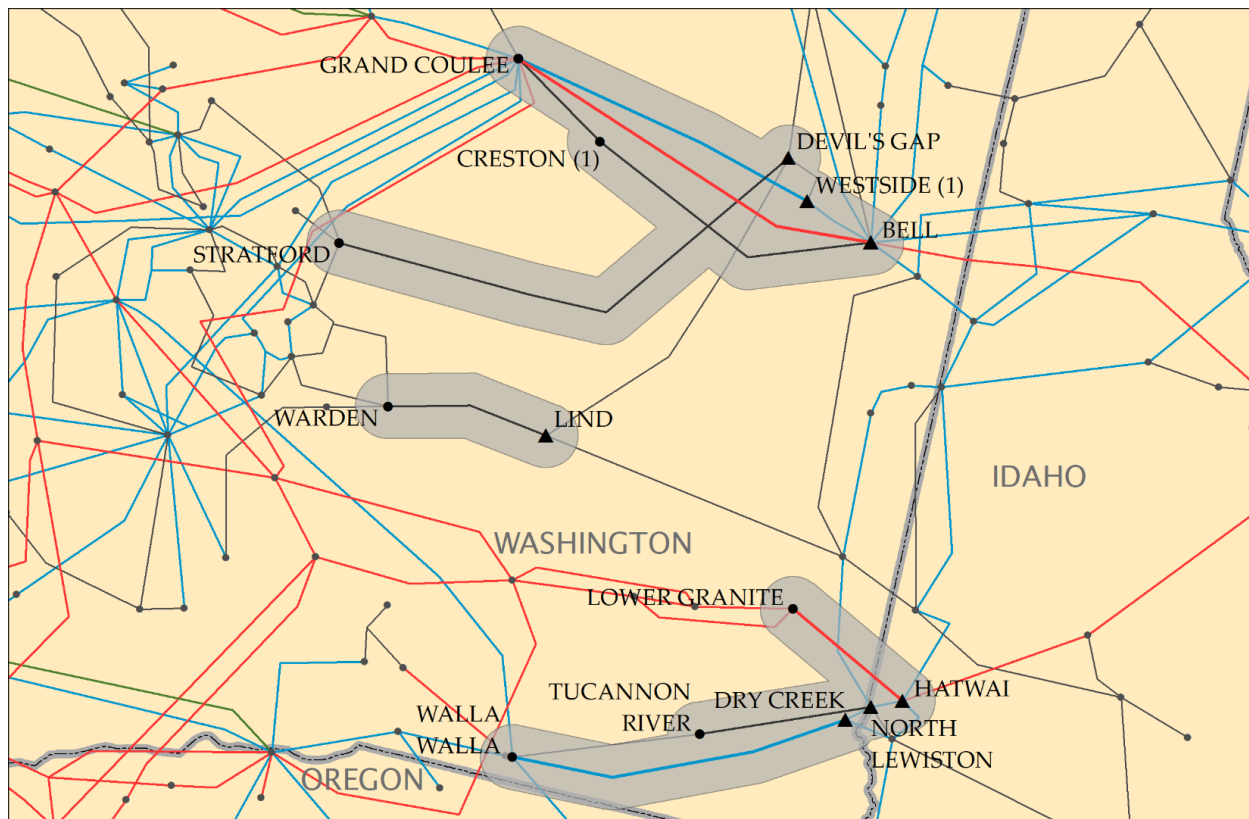 GRAND COULEE
DEVIL'S GAP
CRESTON (1)
WESTSIDE (1)
BELL
STRATFORD
WARDEN
LIND
IDAHO
WASHINGTON
LOWER GRANITE
TUCANNON
RIVER
DRY CREEK
HATWAI
WALLA
WALLA
NORTH
LEWISTON
OREGON